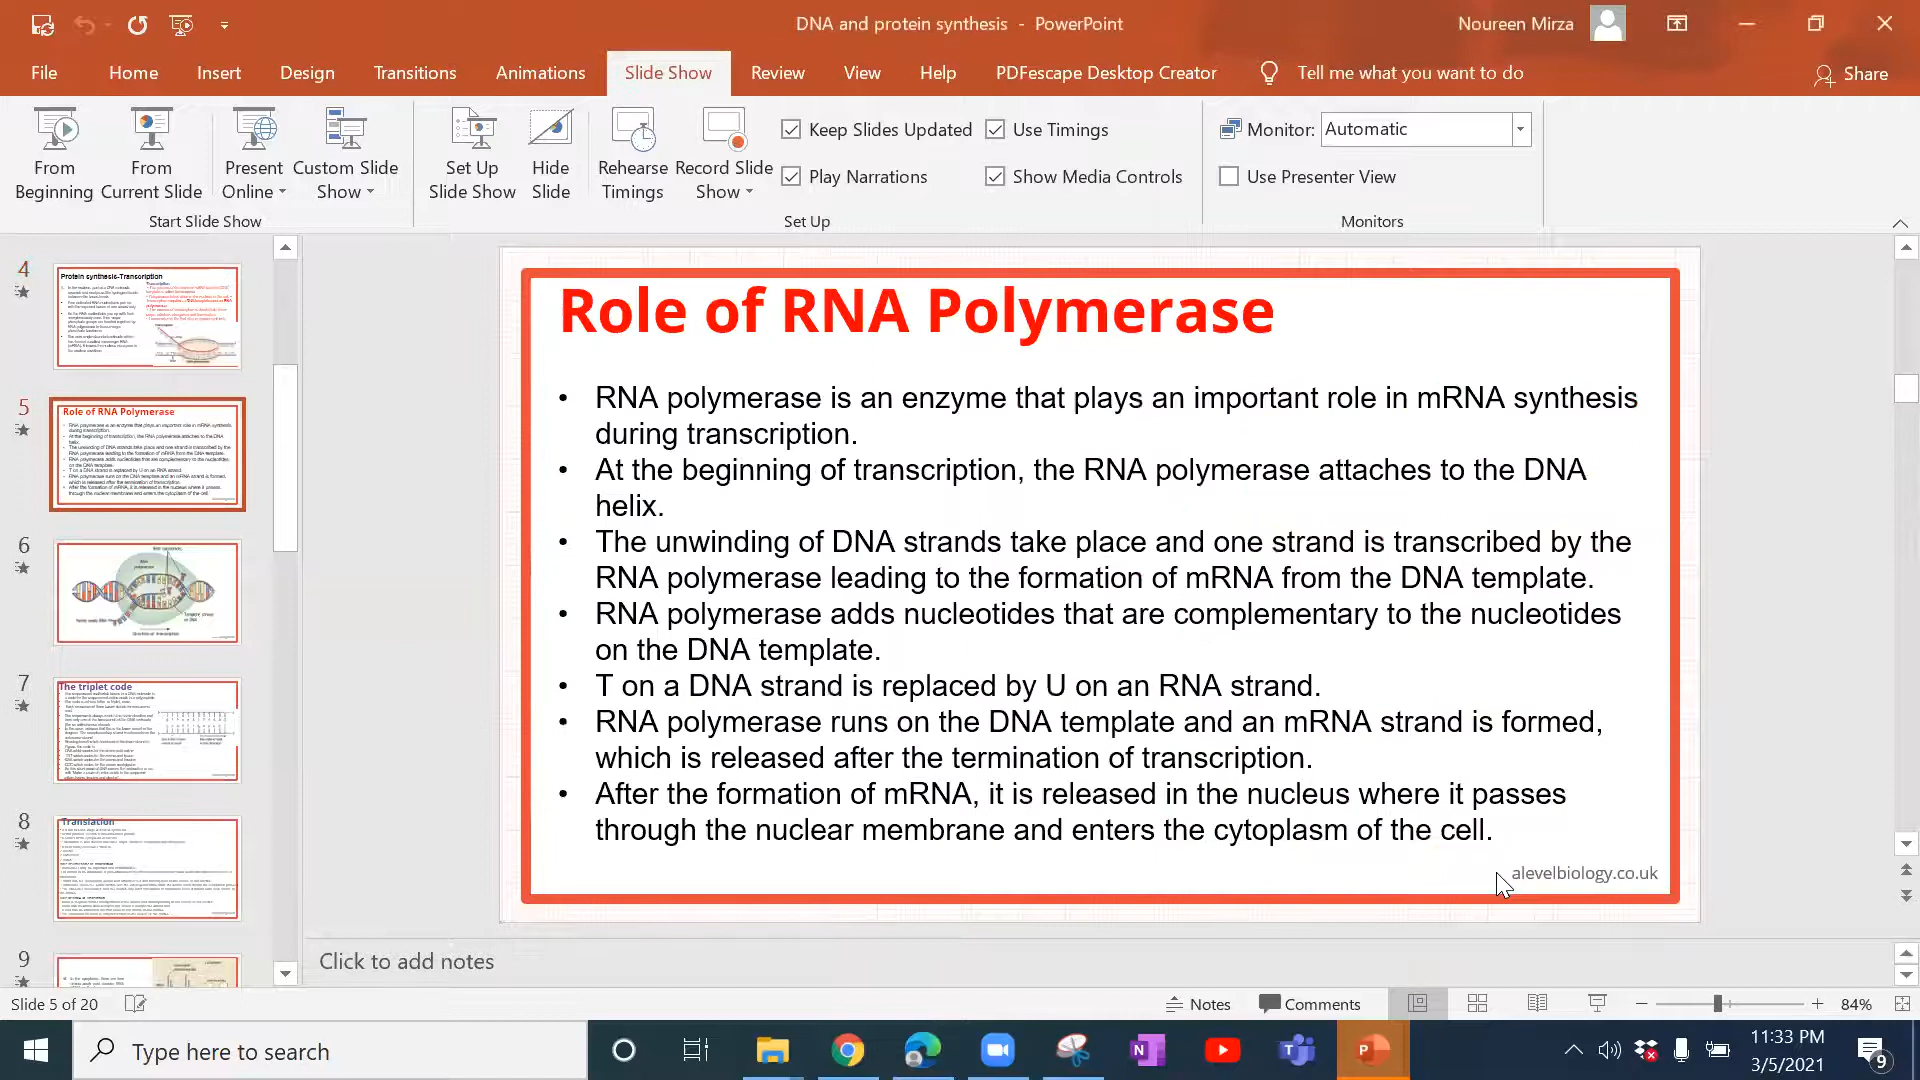 DNA and protein synthesis - PowerPoint
Noureen Mirza
File Home Insert Design Transitions Animations Slide Show Review View Help PDFescape Desktop Creator Tell me what you want to do Share
From Beginning
From Current Slide
Present Online
Custom Slide Show
Start Slide Show
Set Up Slide Show
Hide Slide
Rehearse Timings
Record Slide Show
Keep Slides Updated
Play Narrations
Use Timings
Show Media Controls
Set Up
Monitor: Automatic
Use Presenter View
Monitors
4
Protein synthesis-Transcription
5
Role of RNA Polymerase
6
7
The triplet code
8
Translation
9
Role of RNA Polymerase
• RNA polymerase is an enzyme that plays an important role in mRNA synthesis
during transcription.
• At the beginning of transcription, the RNA polymerase attaches to the DNA
helix.
• The unwinding of DNA strands take place and one strand is transcribed by the
RNA polymerase leading to the formation of mRNA from the DNA template.
• RNA polymerase adds nucleotides that are complementary to the nucleotides
on the DNA template.
• T on a DNA strand is replaced by U on an RNA strand.
• RNA polymerase runs on the DNA template and an mRNA strand is formed,
which is released after the termination of transcription.
• After the formation of mRNA, it is released in the nucleus where it passes
through the nuclear membrane and enters the cytoplasm of the cell.
alevelbiology.co.uk
Click to add notes
Slide 5 of 20
Notes Comments 84%
Type here to search
11:33 PM
3/5/2021
9